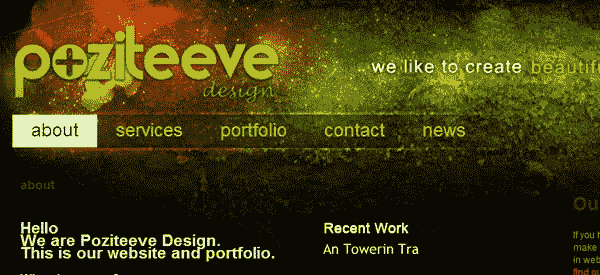 poziteeve
design
we like to create beautifu
about services portfolio contact news
about
Hello
We are Poziteeve Design.
This is our website and portfolio.
Recent Work
An Towerin Tra
Ou
If you h
make
in web
find